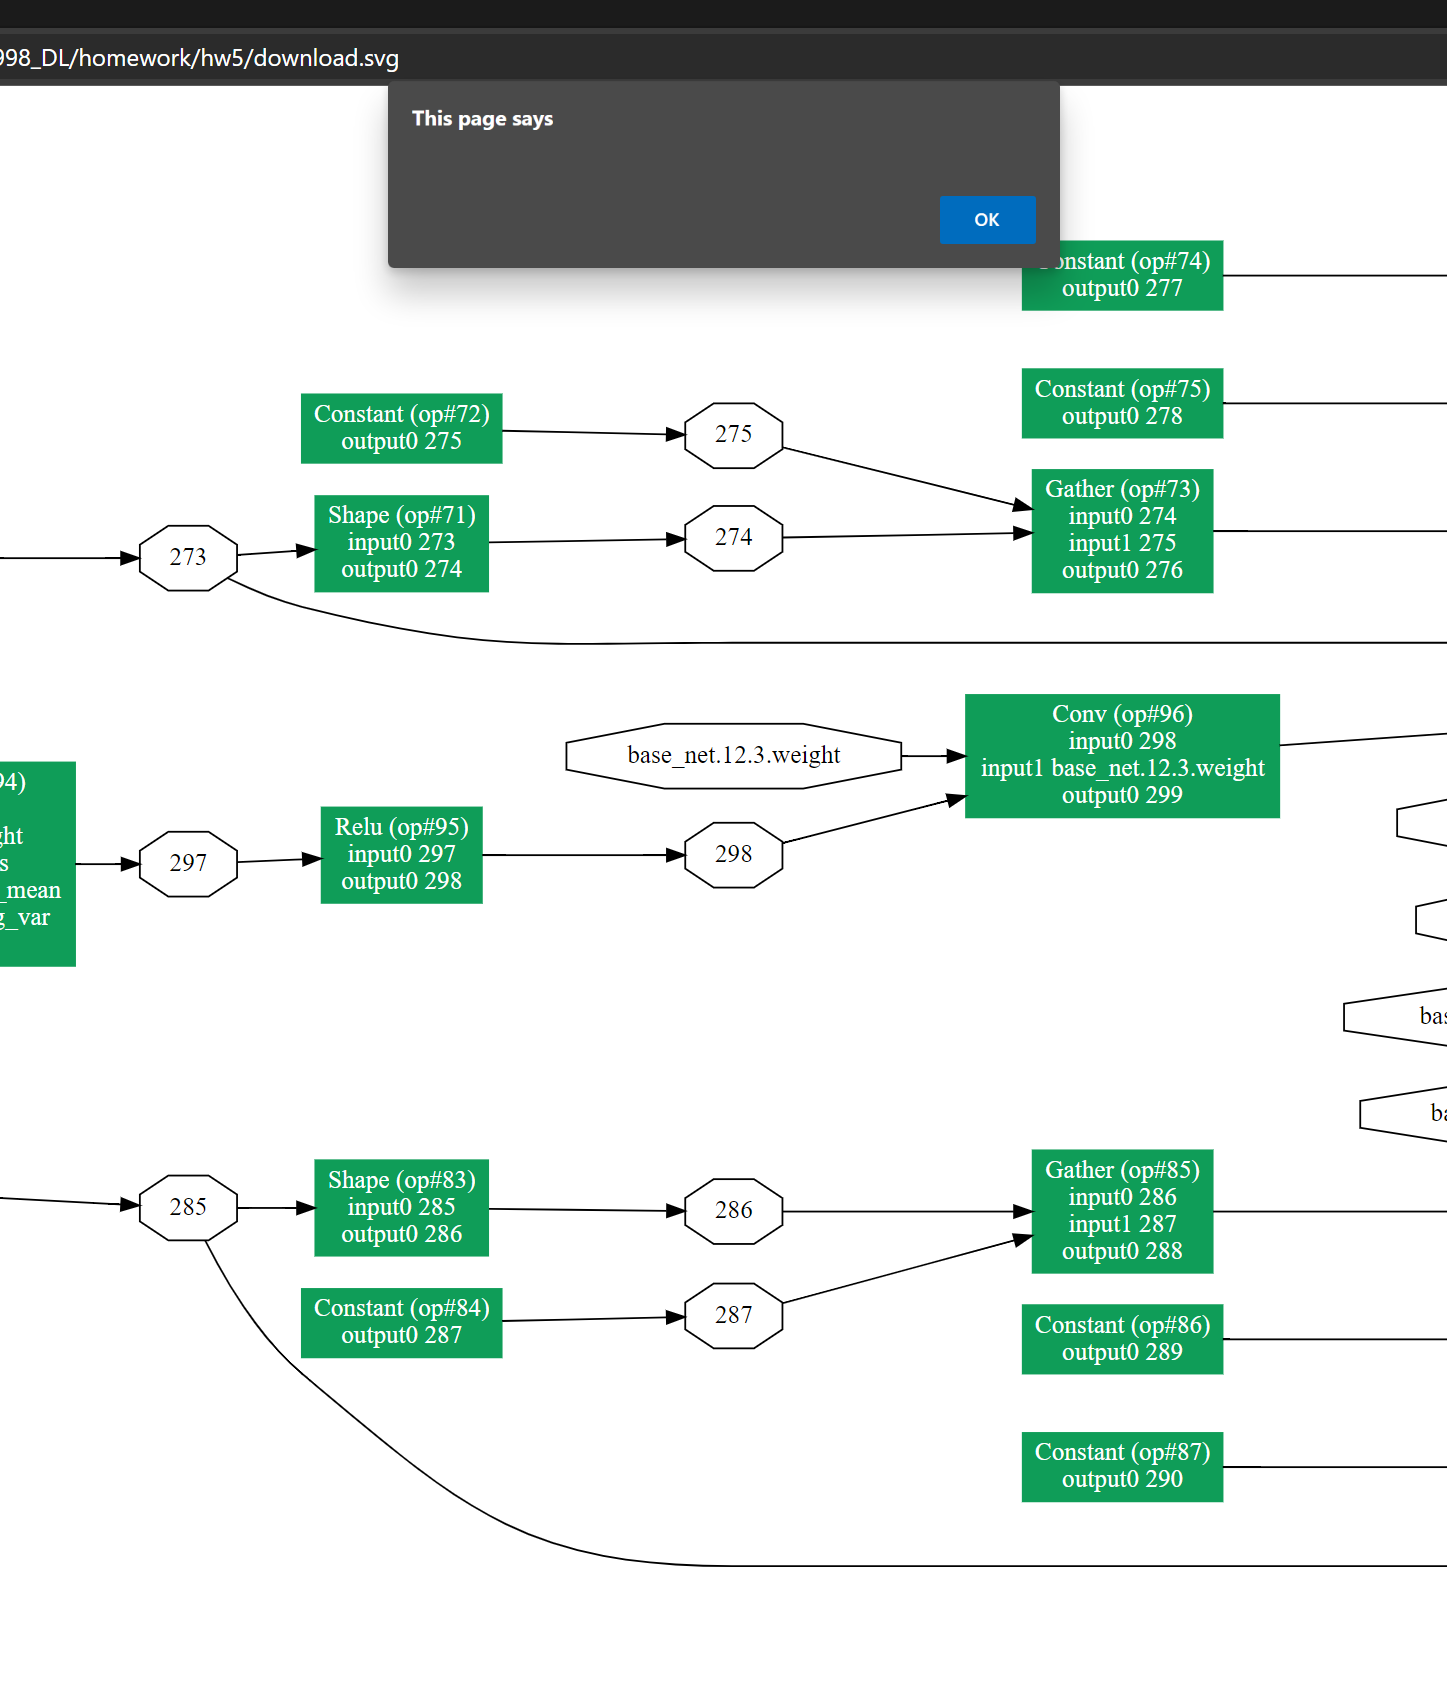 998_DL/homework/hw5/download.svg
This page says
OK
Constant (op#74)
output0 277
Constant (op#75)
output0 278
Constant (op#72)
output0 275
275
Gather (op#73)
input0 274
input1 275
output0 276
273
Shape (op#71)
input0 273
output0 274
274
base_net.12.3.weight
Conv (op#96)
input0 298
input1 base_net.12.3.weight
output0 299
94)
ght
s
_mean
g_var
297
Relu (op#95)
input0 297
output0 298
298
bas
ba
285
Shape (op#83)
input0 285
output0 286
286
Gather (op#85)
input0 286
input1 287
output0 288
Constant (op#84)
output0 287
287
Constant (op#86)
output0 289
Constant (op#87)
output0 290